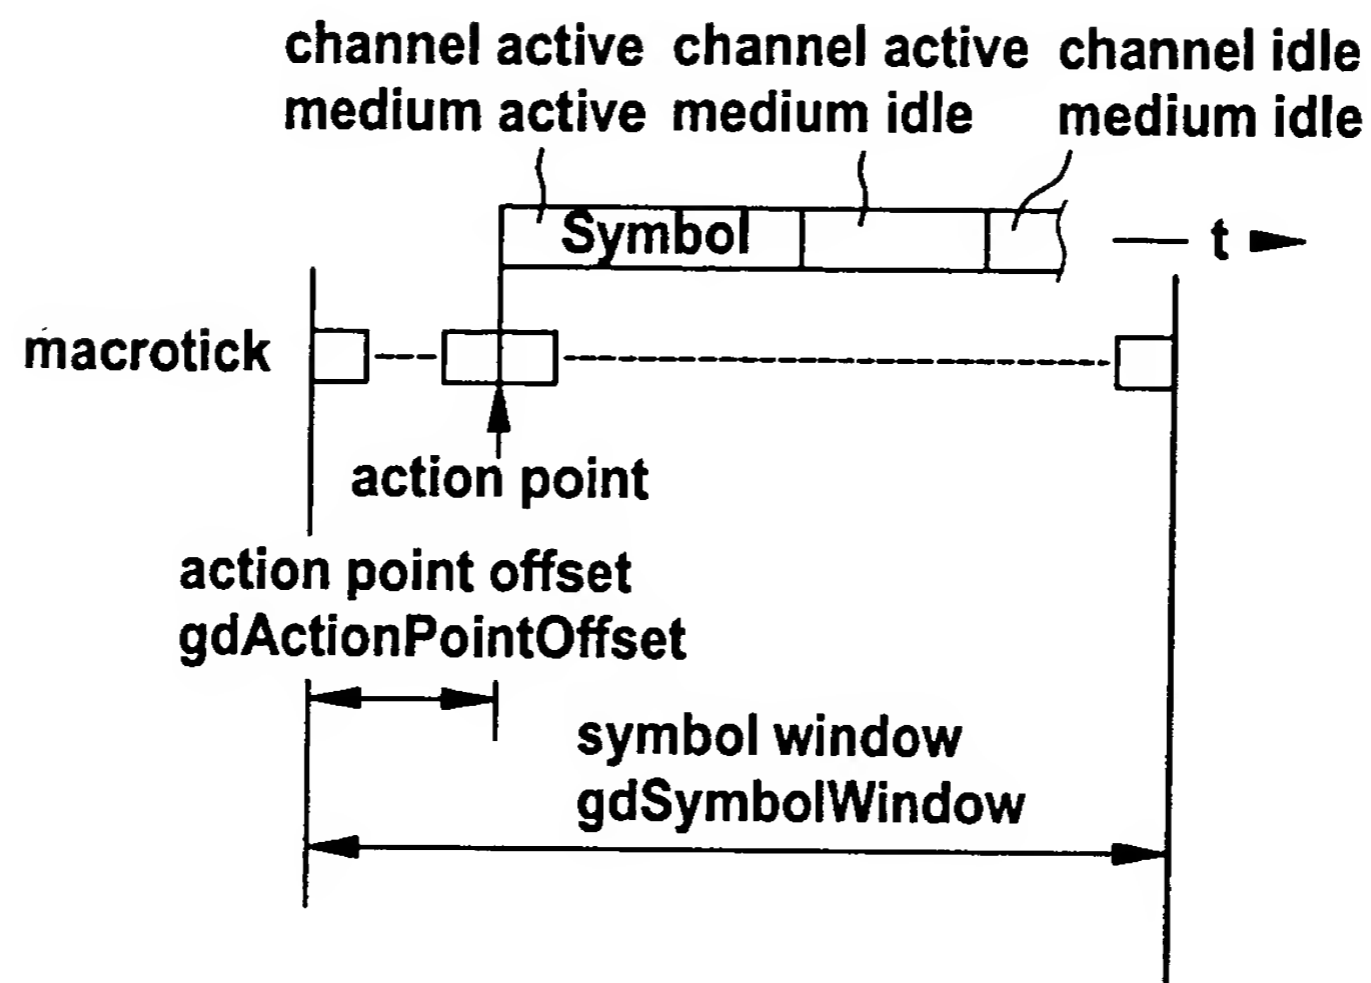 channel active channel active channel idle
medium active medium idle medium idle
Symbol
t
macrotick
action point
action point offset
gdActionPointOffset
symbol window
gdSymbolWindow